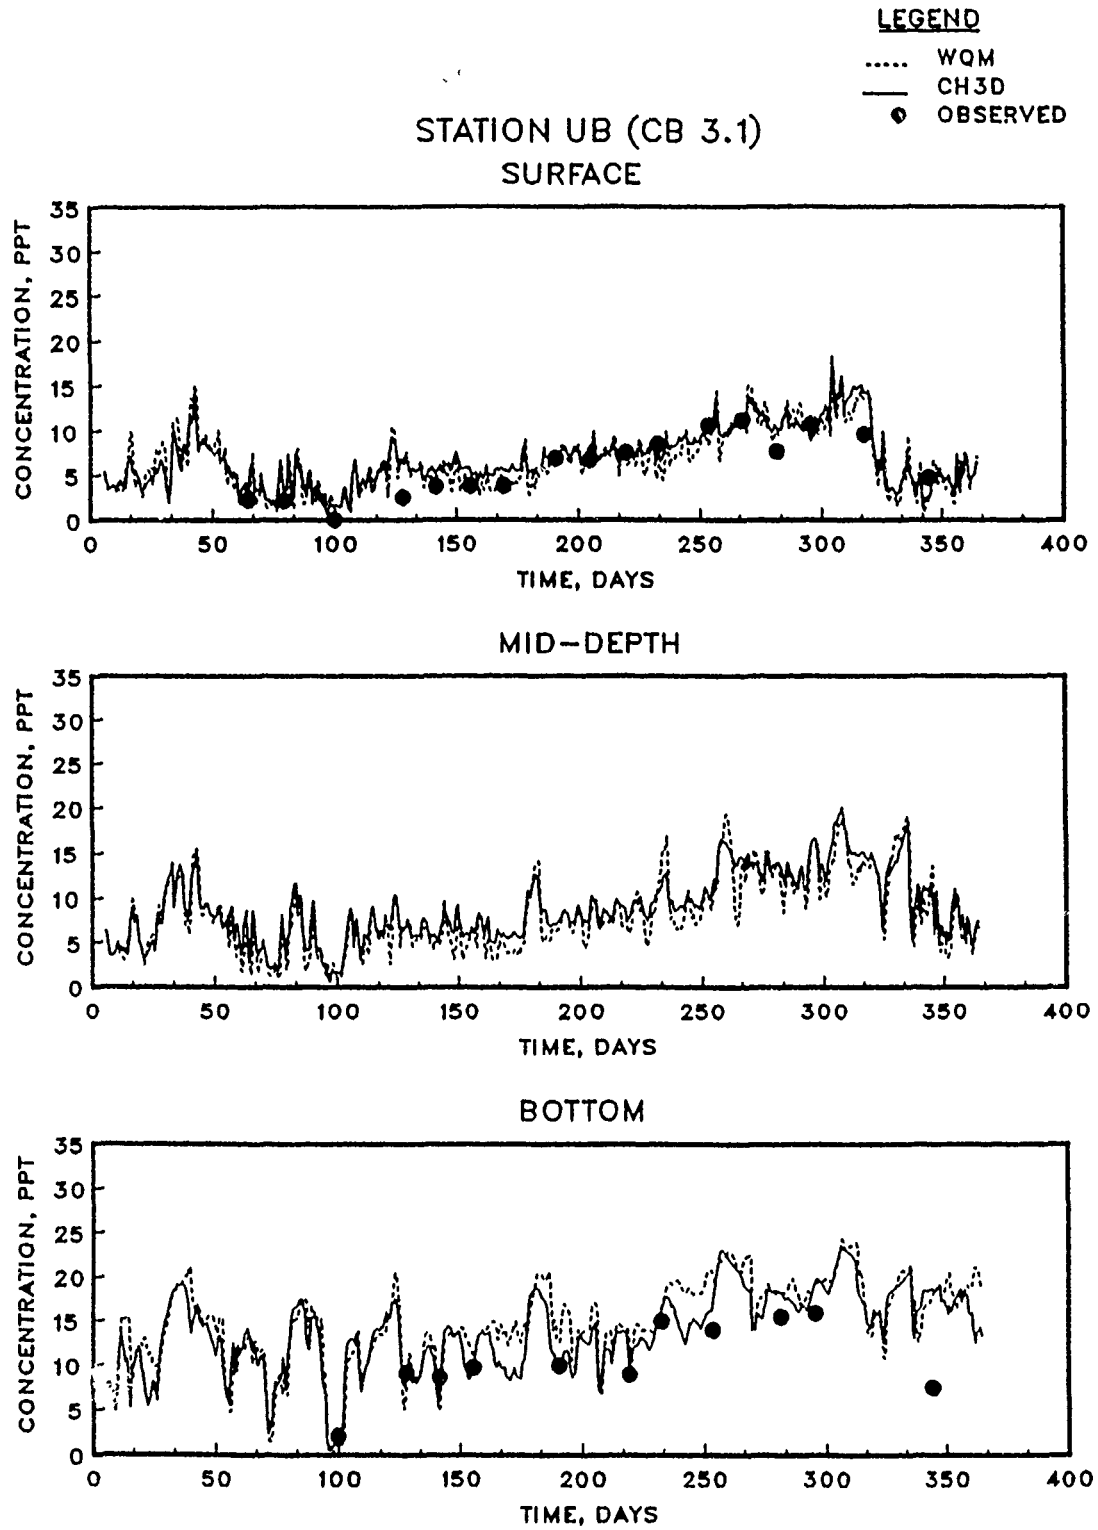 LEGEND
WQM
CH3D
OBSERVED
STATION UB (CB 3.1)
SURFACE
CONCENTRATION, PPT
35
30
25
20
15
10
5
0
0 50 100 150 200 250 300 350 400
TIME, DAYS
MID-DEPTH
CONCENTRATION, PPT
35
30
25
20
15
10
5
0
0 50 100 150 200 250 300 350 400
TIME, DAYS
BOTTOM
CONCENTRATION, PPT
35
30
25
20
15
10
5
0
0 50 100 150 200 250 300 350 400
TIME, DAYS